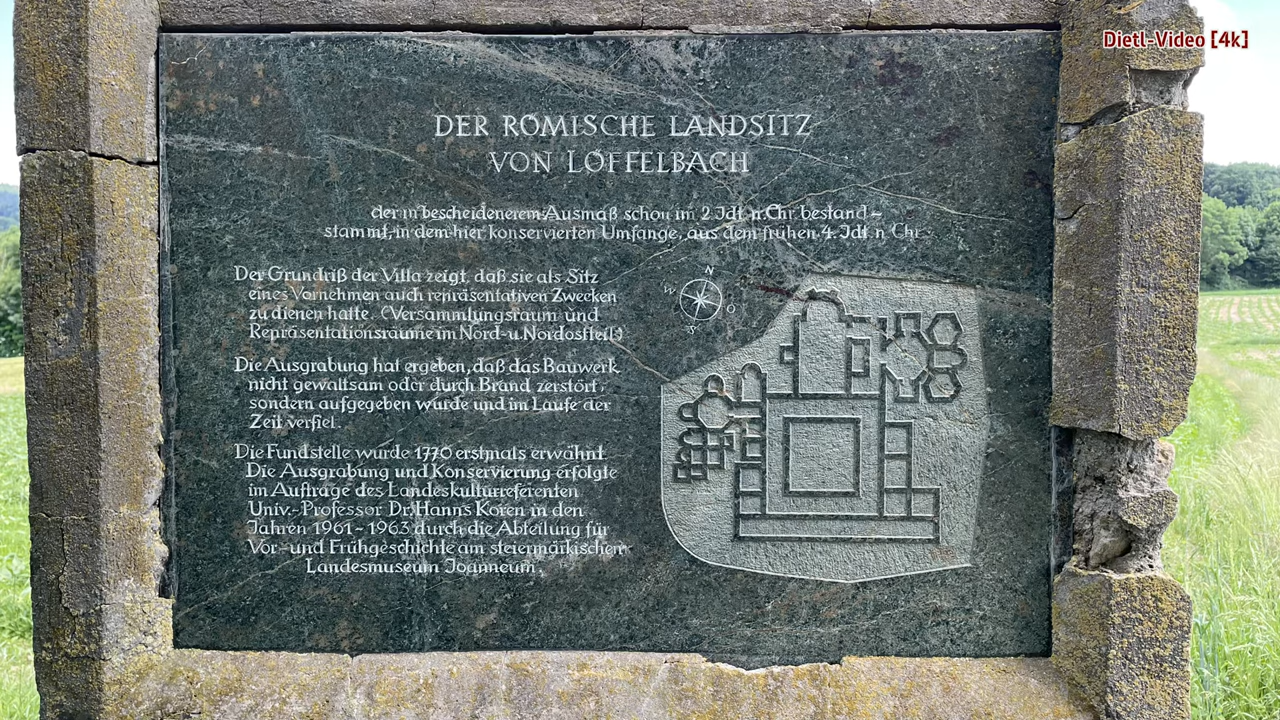 Dietl-Video [4k]
DER RÖMISCHE LANDSITZ
VON LÖFFELBACH
der in bescheidenerem Ausmaß schon im 2. Jdt. n. Chr. bestand –
stammt, in dem hier konservierten Umfange, aus dem frühen 4. Jdt. n. Chr.
Der Grundriß der Villa zeigt, daß sie als Sitz
eines Vornehmen auch repräsentativen Zwecken
zu dienen hatte. (Versammlungsraum und
Repräsentationsräume im Nord- u. Nordostteil.)
Die Ausgrabung hat ergeben, daß das Bauwerk
nicht gewaltsam oder durch Brand zerstört,
sondern aufgegeben wurde und im Laufe der
Zeit verfiel.
Die Fundstelle wurde 1770 erstmals erwähnt.
Die Ausgrabung und Konservierung erfolgte
im Auftrage des Landeskulturreferenten
Univ.-Professor Dr. Hanns Koren in den
Jahren 1961-1963 durch die Abteilung für
Vor- und Frühgeschichte am steiermärkischen
Landesmuseum Joanneum.
N
W
O
S